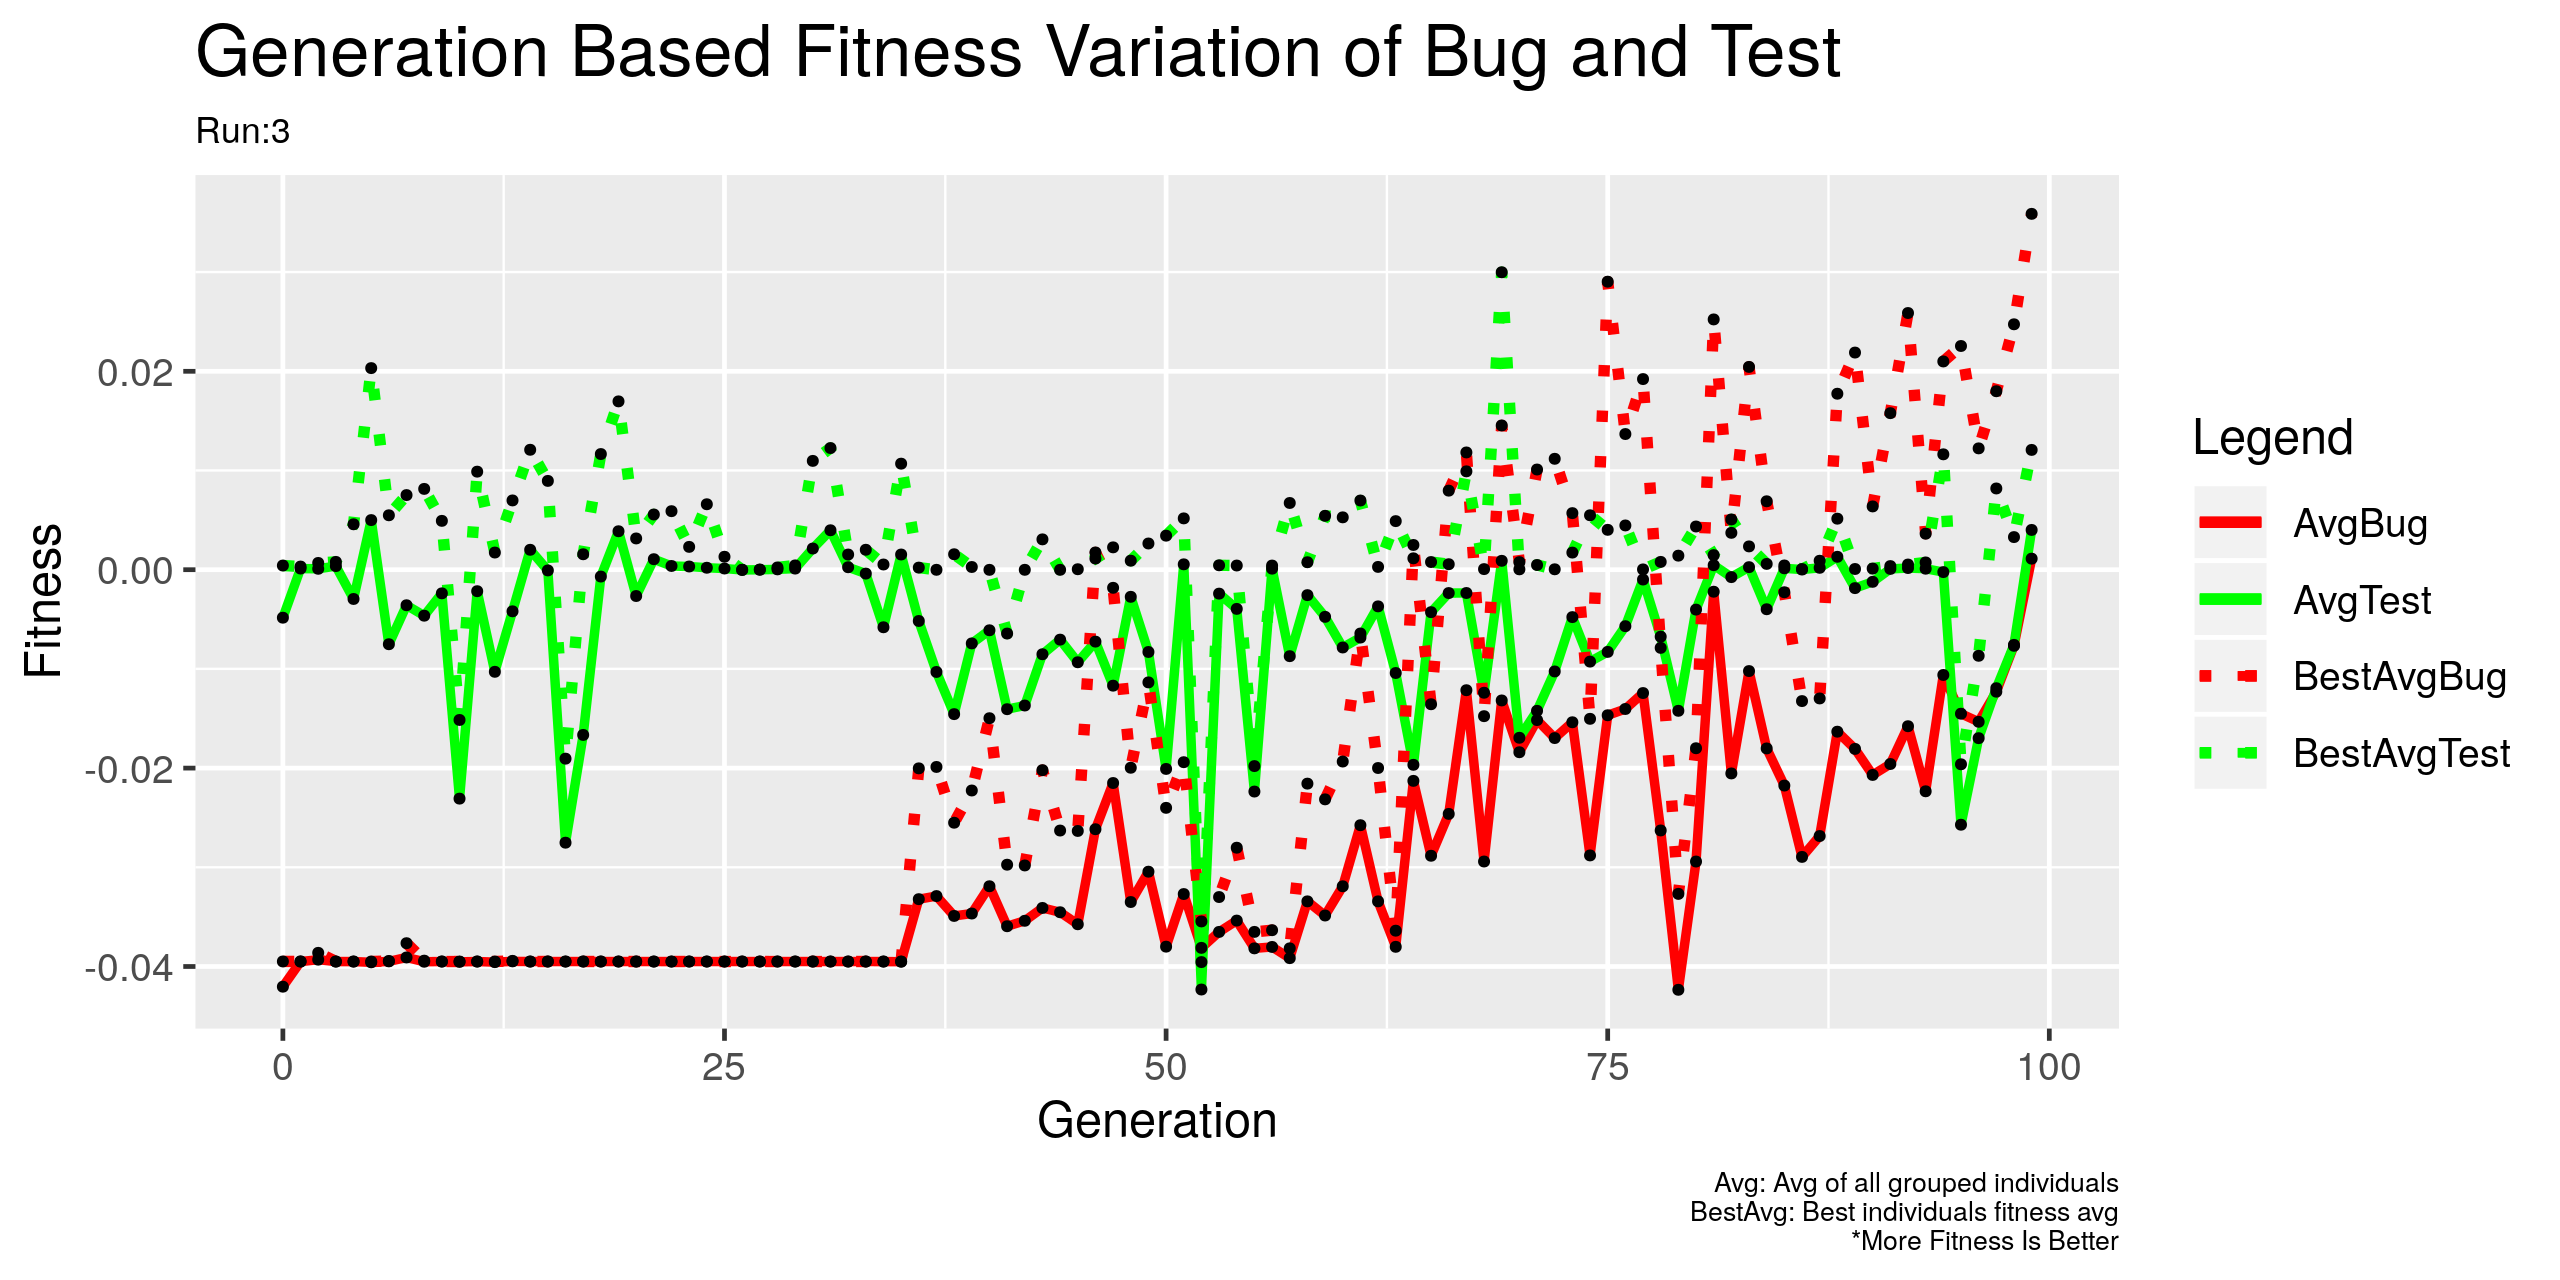 Generation Based Fitness Variation of Bug and Test
Run:3
Fitness
0.02
0.00
-0.02
-0.04
0
25
50
75
100
Generation
Legend
AvgBug
AvgTest
BestAvgBug
BestAvgTest
Avg: Avg of all grouped individuals
BestAvg: Best individuals fitness avg
*More Fitness Is Better